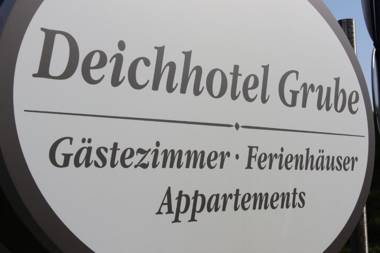 Deichhotel Grube
Gästezimmer · Ferienhäuser
Appartements